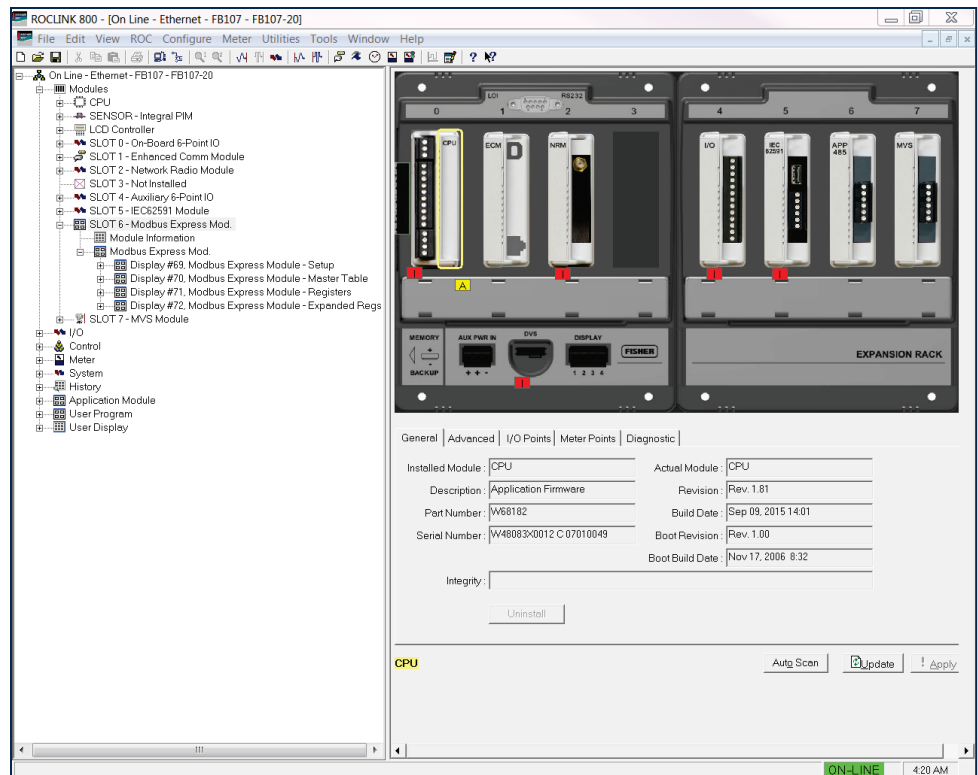 ROCLINK 800 - [On Line - Ethernet - FB107 - FB107-20]
File Edit View ROC Configure Meter Utilities Tools Window Help
On Line - Ethernet - FB107 - FB107-20
Modules
CPU
SENSOR - Integral PIM
LCD Controller
SLOT 0 - On-Board 6-Point IO
SLOT 1 - Enhanced Comm Module
SLOT 2 - Network Radio Module
SLOT 3 - Not Installed
SLOT 4 - Auxiliary 6-Point IO
SLOT 5 - IEC62591 Module
SLOT 6 - Modbus Express Mod.
Module Information
Modbus Express Mod.
Display #69, Modbus Express Module - Setup
Display #70, Modbus Express Module - Master Table
Display #71, Modbus Express Module - Registers
Display #72, Modbus Express Module - Expanded Regs
SLOT 7 - MVS Module
I/O
Control
Meter
System
History
Application Module
User Program
User Display
LOI RS232
0 1 2 3 4 5 6 7
CPU ECM NRM I/O IEC 62591 APP 485 MVS
D
I I I I
A
MEMORY BACKUP
AUX PWR IN
+ + -
DVS
I
DISPLAY
1 2 3 4
FISHER
EXPANSION RACK
General Advanced I/O Points Meter Points Diagnostic
Installed Module : CPU Actual Module : CPU
Description : Application Firmware Revision : Rev. 1.81
Part Number : W68182 Build Date : Sep 09, 2015 14:01
Serial Number : W48083X0012 C 07010049 Boot Revision : Rev. 1.00
Boot Build Date : Nov 17, 2006 8:32
Integrity :
Uninstall
CPU Auto Scan Update ! Apply
ON-LINE 4:20 AM